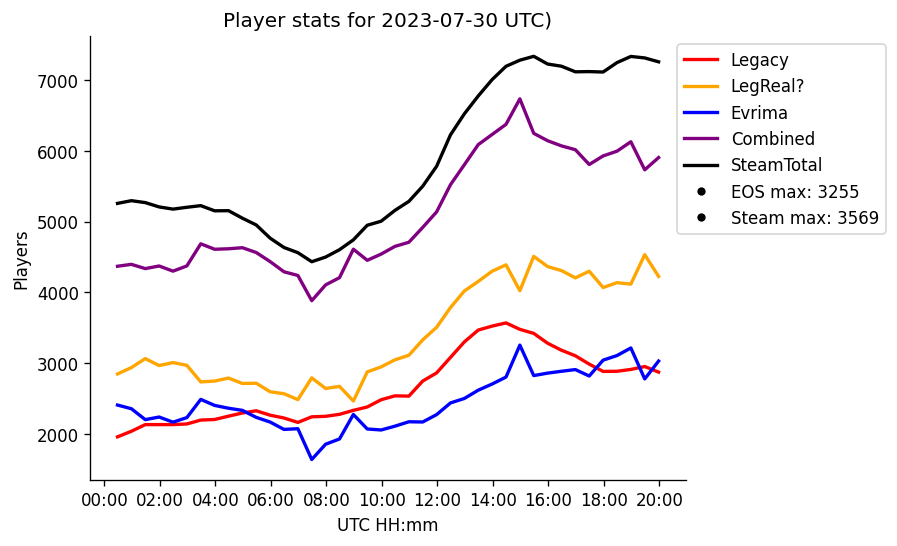 Player stats for 2023-07-30 UTC)
Players
7000
6000
5000
4000
3000
2000
00:00 02:00 04:00 06:00 08:00 10:00 12:00 14:00 16:00 18:00 20:00
UTC HH:mm
Legacy
LegReal?
Evrima
Combined
SteamTotal
EOS max: 3255
Steam max: 3569